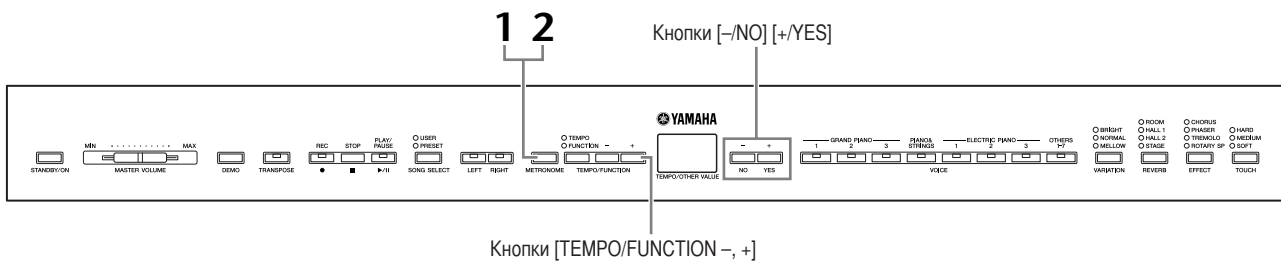 1 2
Кнопки [–/NO] [+/YES]
YAMAHA
MIN MAX
STANDBY/ON
MASTER VOLUME
DEMO
TRANSPOSE
REC STOP PLAY/
PAUSE
USER
PRESET
SONG SELECT
LEFT RIGHT
METRONOME
TEMPO
FUNCTION – +
TEMPO/FUNCTION
TEMPO/OTHER VALUE
– +
NO YES
GRAND PIANO
1 2 3
PIANO&
STRINGS
ELECTRIC PIANO
1 2 3
OTHERS
1–7
VOICE
BRIGHT
NORMAL
MELLOW
VARIATION
ROOM
HALL 1
HALL 2
STAGE
REVERB
CHORUS
PHASER
TREMOLO
ROTARY SP
EFFECT
HARD
MEDIUM
SOFT
TOUCH
Кнопки [TEMPO/FUNCTION –, +]